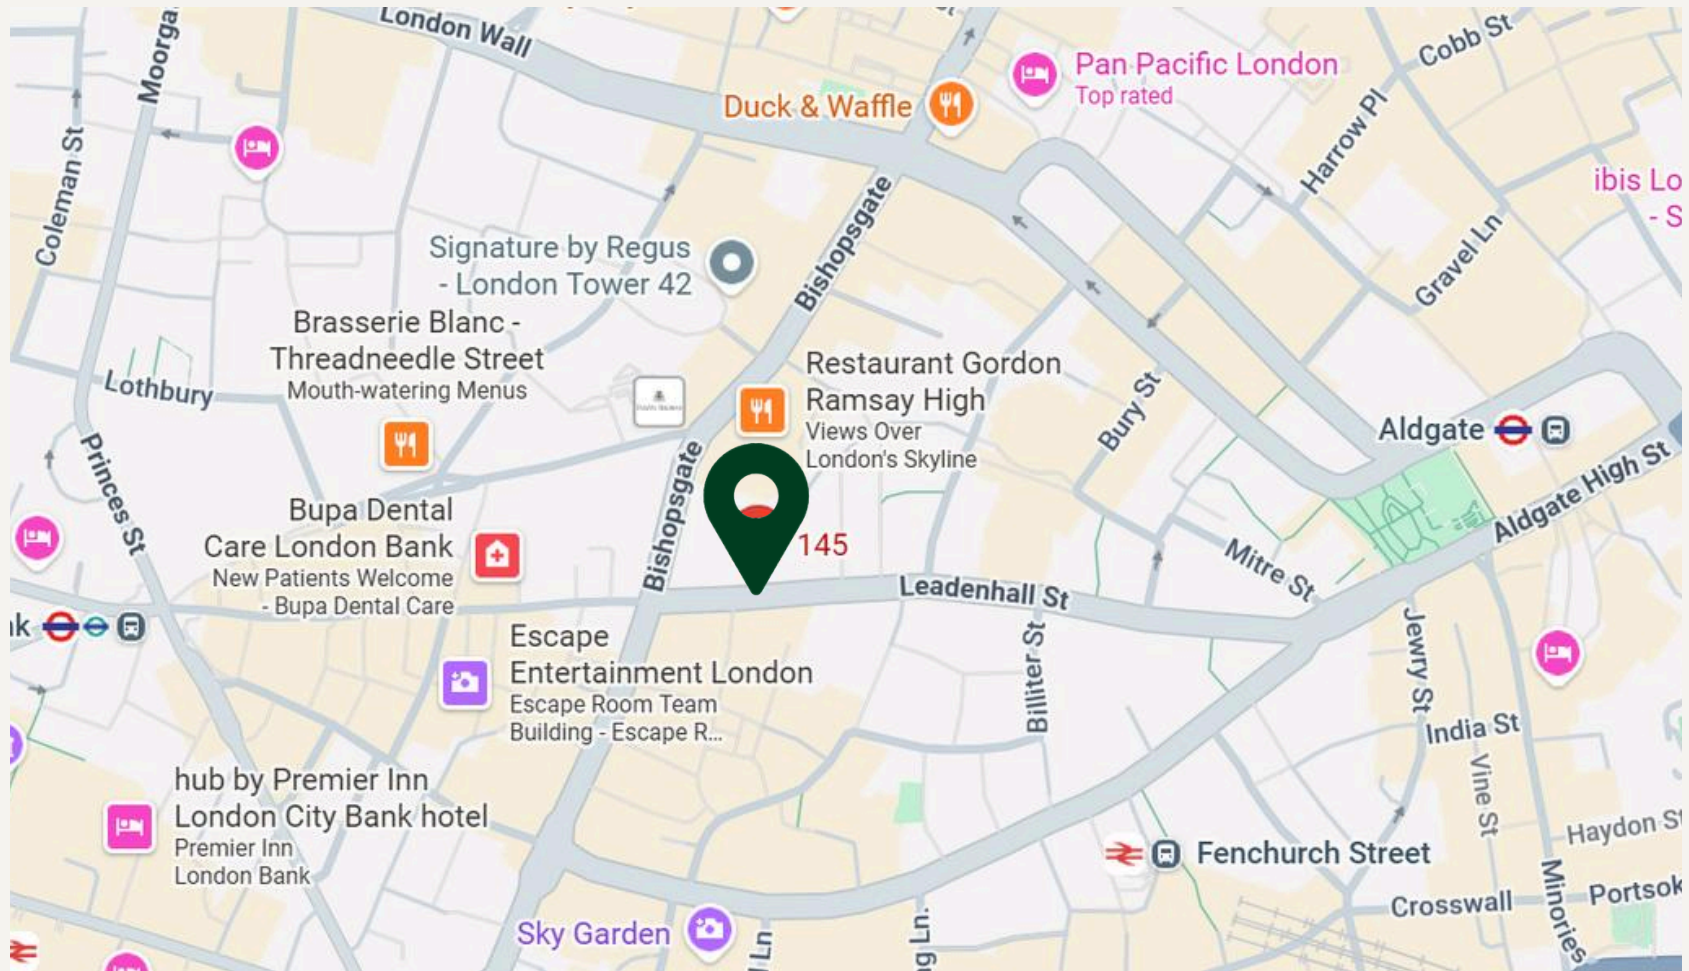 London Wall
Moorga
Cobb St
Pan Pacific London
Top rated
Duck & Waffle
Harrow Pl
Coleman St
ibis Lo
- S
Bishopsgate
Gravel Ln
Signature by Regus
- London Tower 42
Brasserie Blanc -
Threadneedle Street
Mouth-watering Menus
Restaurant Gordon
Ramsay High
Views Over
London's Skyline
Lothbury
Bury St
Aldgate
Princes St
Bishopsgate
Aldgate High St
Bupa Dental
Care London Bank
New Patients Welcome
- Bupa Dental Care
145
Mitre St
Leadenhall St
nk
Escape
Entertainment London
Escape Room Team
Building - Escape R...
Billiter St
Jewry St
India St
Vine St
hub by Premier Inn
London City Bank hotel
Premier Inn
London Bank
Haydon S
Fenchurch Street
Minories
Portsok
Crosswall
Sky Garden
l Ln
g Ln.